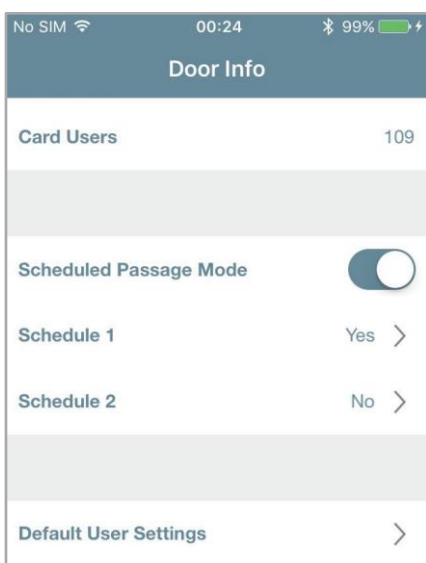 No SIM 00:24 99%
Door Info
Card Users 109
Scheduled Passage Mode
Schedule 1 Yes
Schedule 2 No
Default User Settings